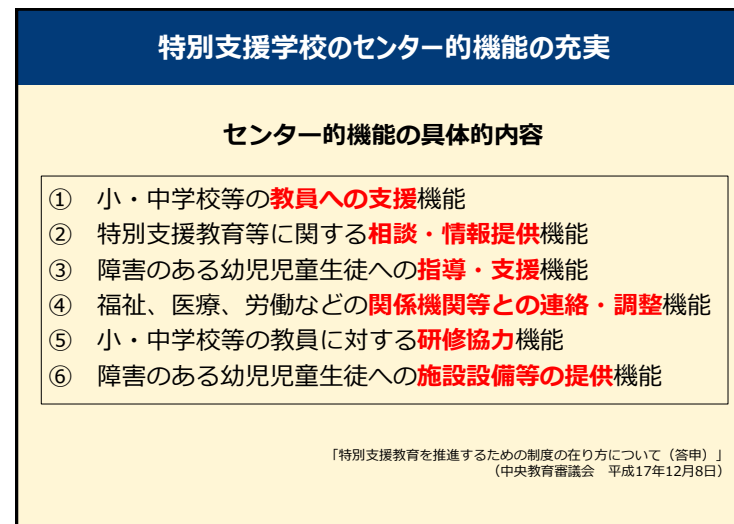 特別支援学校のセンター的機能の充実
センター的機能の具体的内容
① 小・中学校等の教員への支援機能
② 特別支援教育等に関する相談・情報提供機能
③ 障害のある幼児児童生徒への指導・支援機能
④ 福祉、医療、労働などの関係機関等との連絡・調整機能
⑤ 小・中学校等の教員に対する研修協力機能
⑥ 障害のある幼児児童生徒への施設設備等の提供機能
「特別支援教育を推進するための制度の在り方について（答申）」
（中央教育審議会　平成17年12月8日）